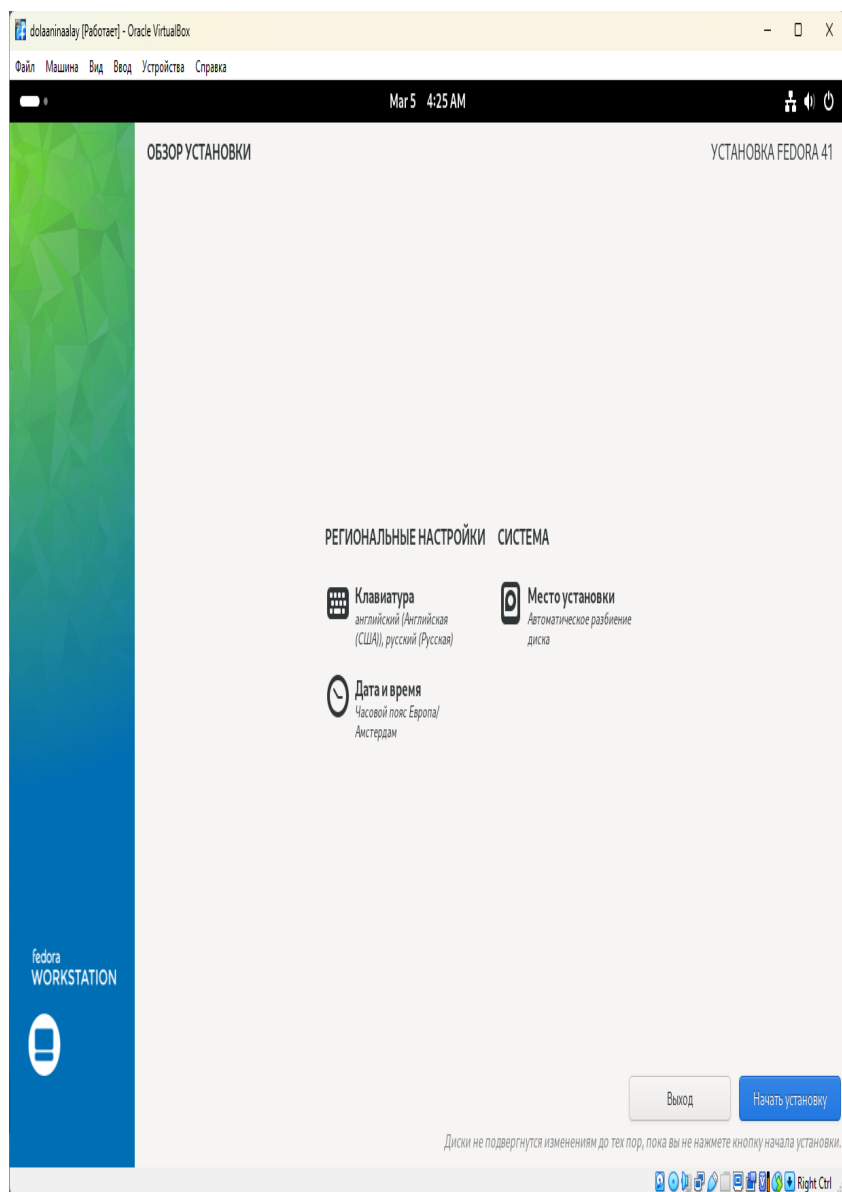 dolaaninaalay [Работает] - Oracle VirtualBox
Файл Машина Вид Ввод Устройства Справка
Mar 5 4:25 AM
ОБЗОР УСТАНОВКИ
УСТАНОВКА FEDORA 41
РЕГИОНАЛЬНЫЕ НАСТРОЙКИ
Клавиатура
английский (Английская
(США)), русский (Русская)
Дата и время
Часовой пояс Европа/
Амстердам
СИСТЕМА
Место установки
Автоматическое разбиение
диска
fedora
WORKSTATION
Выход
Начать установку
Диски не подвергнутся изменениям до тех пор, пока вы не нажмете кнопку начала установки.
Right Ctrl